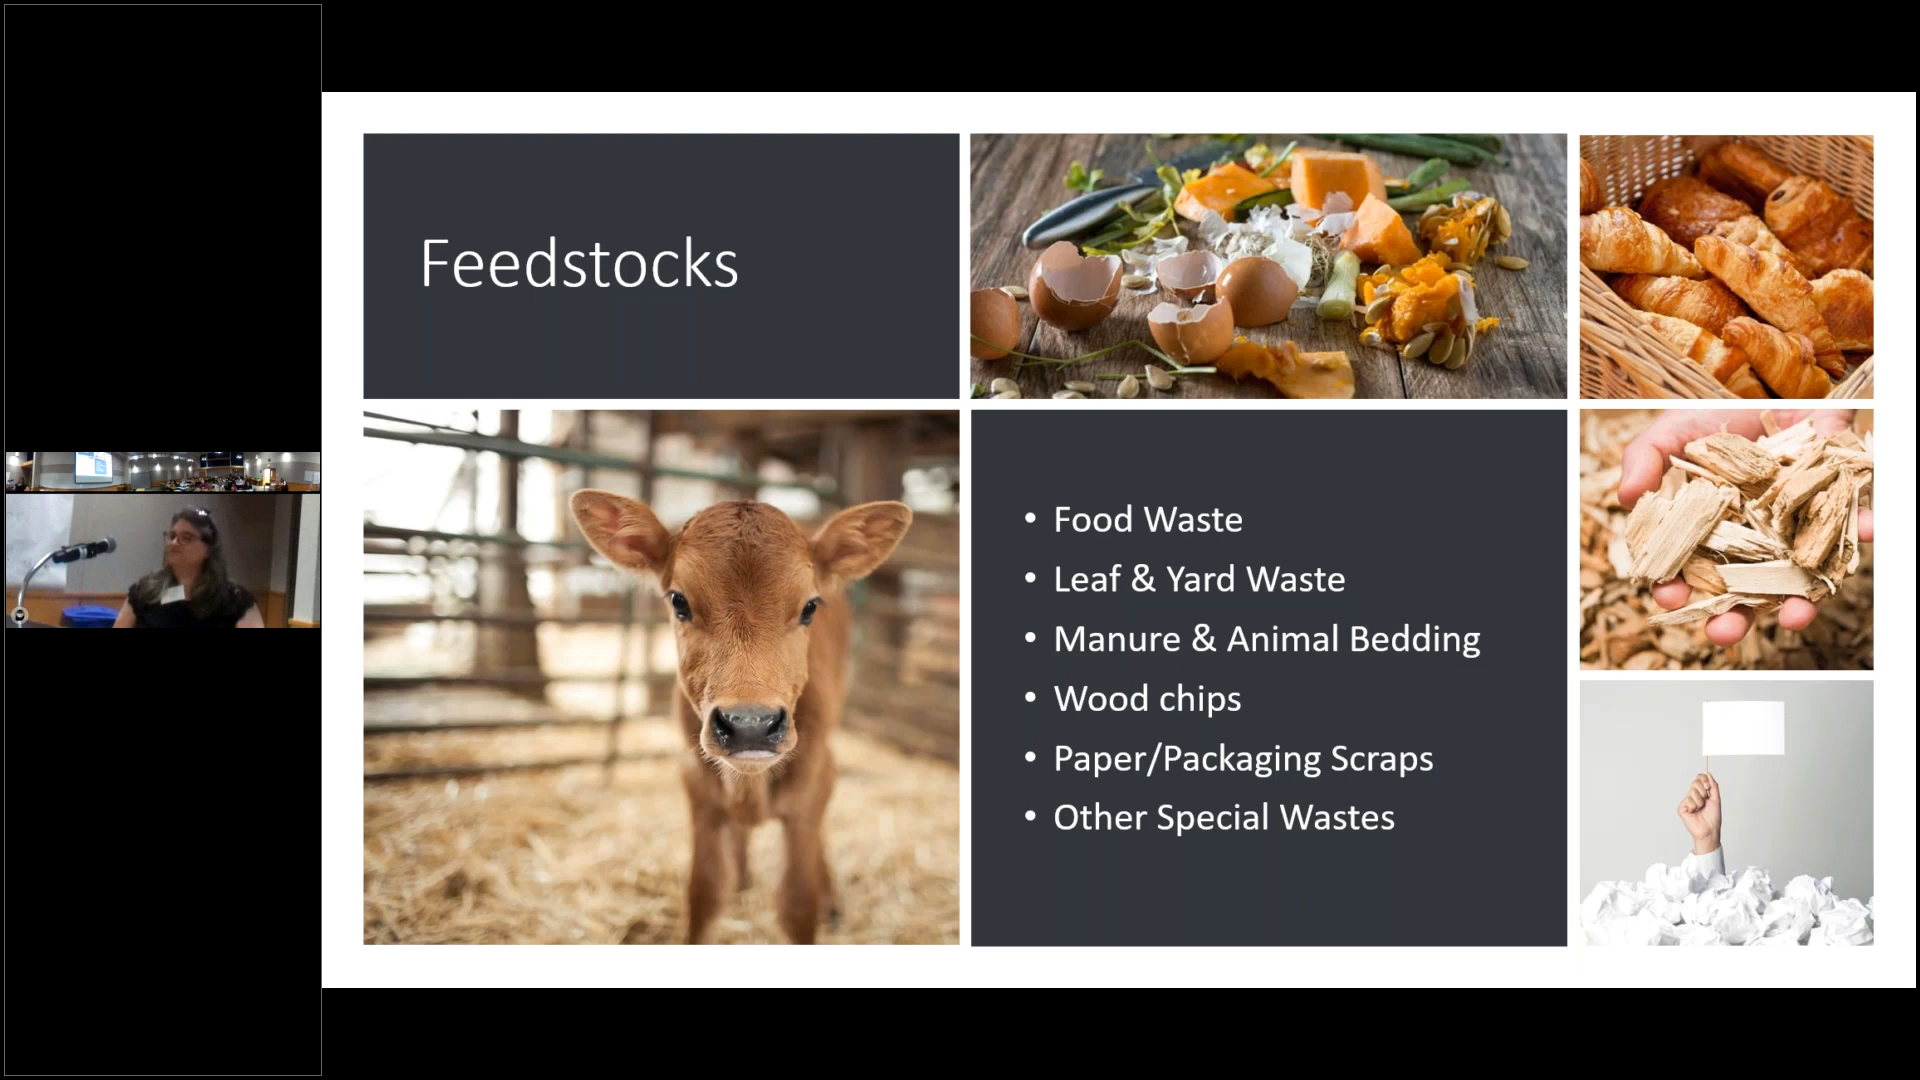 Feedstocks
• Food Waste
• Leaf & Yard Waste
• Manure & Animal Bedding
• Wood chips
• Paper/Packaging Scraps
• Other Special Wastes